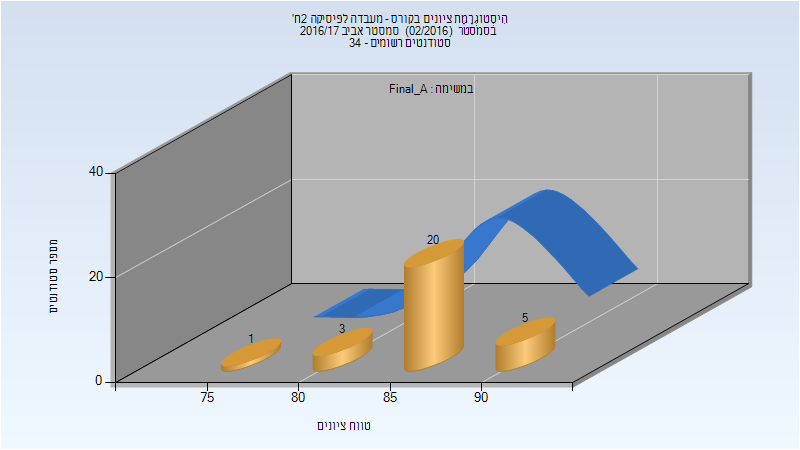 היסטוגרמת ציונים בקורס - מעבדה לפיסיקה 2ח'
בסמסטר (02/2016) סמסטר אביב 2016/17
סטודנטים רשומים - 34
במשימה : Final_A
מספר סטודנטים
40
20
0
1
3
20
5
75
80
85
90
טווח ציונים